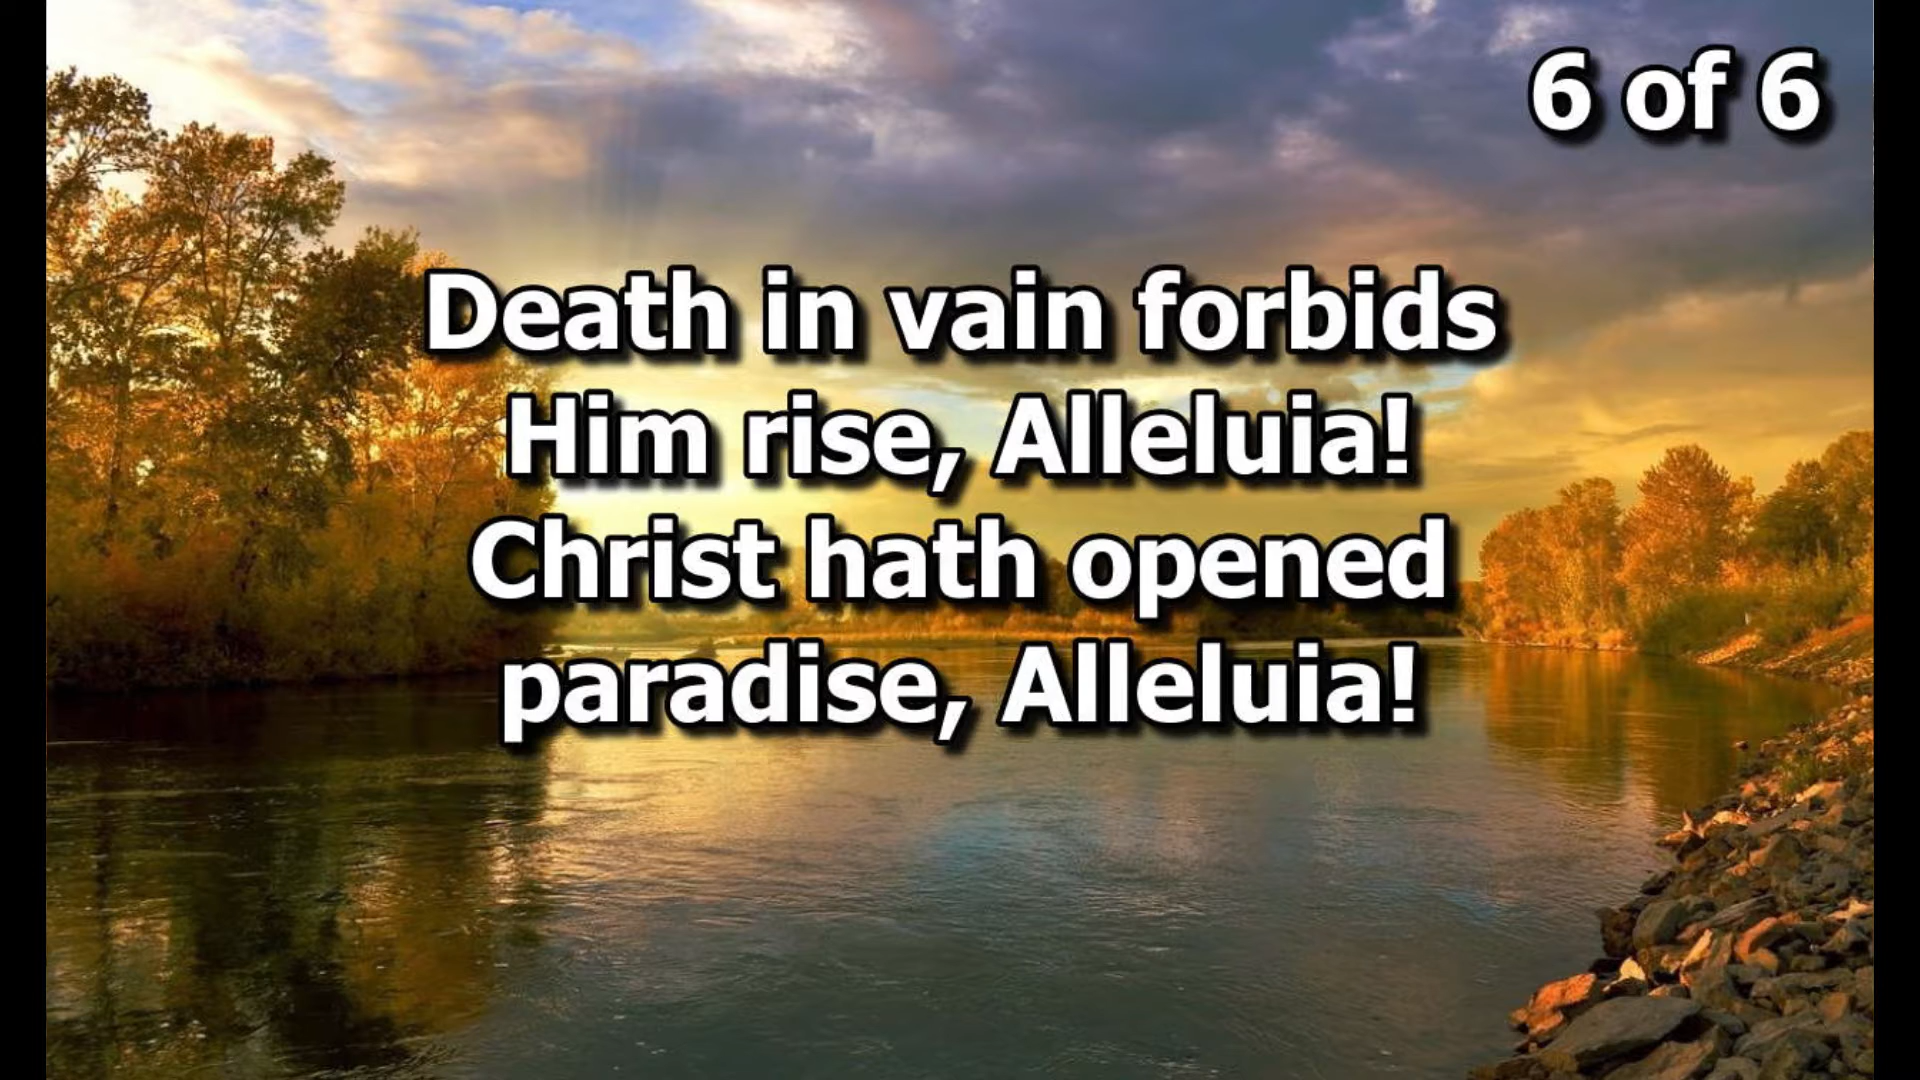 6 of 6
Death in vain forbids
Him rise, Alleluia!
Christ hath opened
paradise, Alleluia!